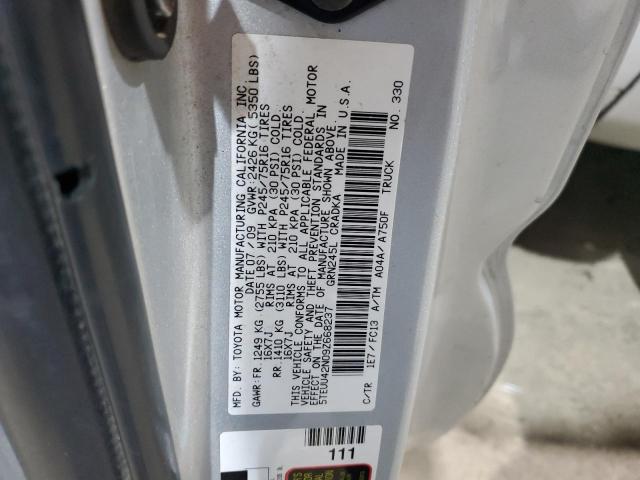 MFD. BY: TOYOTA MOTOR MANUFACTURING CALIFORNIA INC
DATE 07/09 GVWR: 2426 KG( 5350 LBS)
GAWR: FR. 1249 KG (2755 LBS) WITH P245/75R16 TIRES
16X7J RIMS AT 210 KPA (30 PSI) COLD.
RR. 1410 KG (3110 LBS) WITH P245/75R16 TIRES
16X7J RIMS AT 210 KPA (30 PSI) COLD.
THIS VEHICLE CONFORMS TO ALL APPLICABLE FEDERAL MOTOR
VEHICLE SAFETY AND THEFT PREVENTION STANDARDS IN
EFFECT ON THE DATE OF MANUFACTURE SHOWN ABOVE.
5TEUU42N09Z668237 GRN245L CRADKA MADE IN U.S.A.
C/TR 1E7/FC13 A/TM A04A/A750F TRUCK NO. 330
111